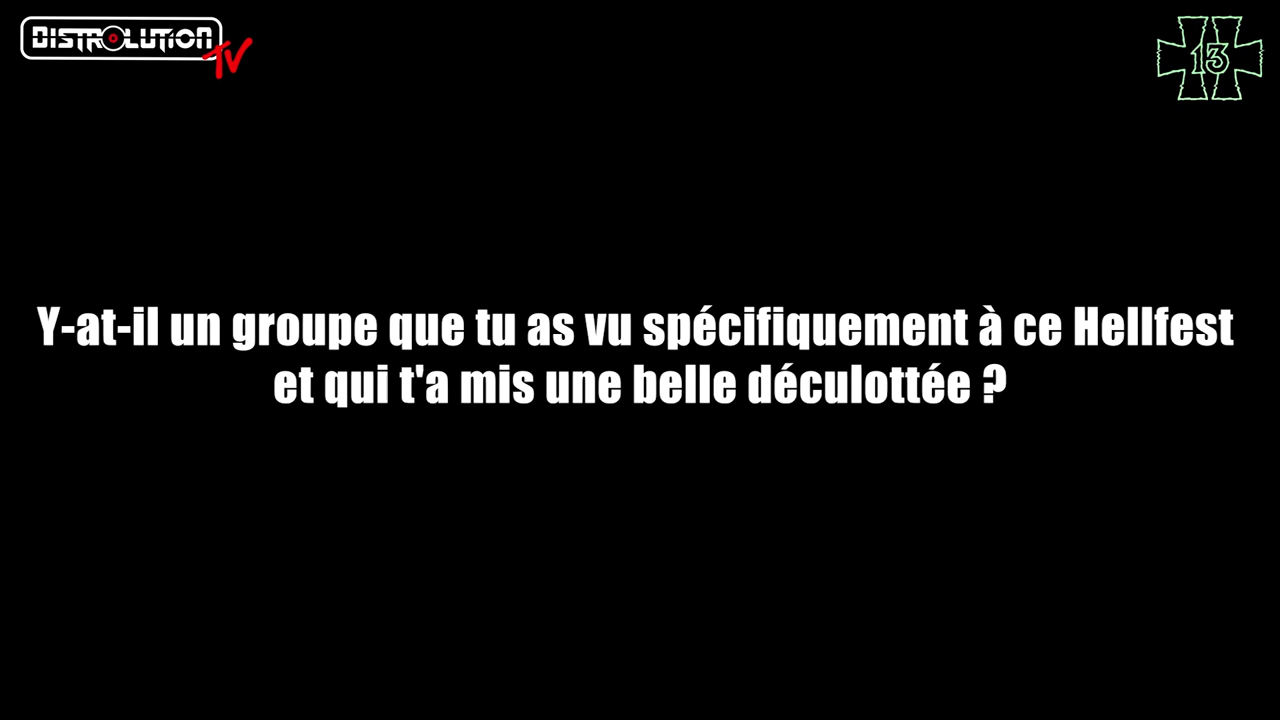 DISTROLUTION
TV
13
Y-at-il un groupe que tu as vu spécifiquement à ce Hellfest
et qui t'a mis une belle déculottée ?